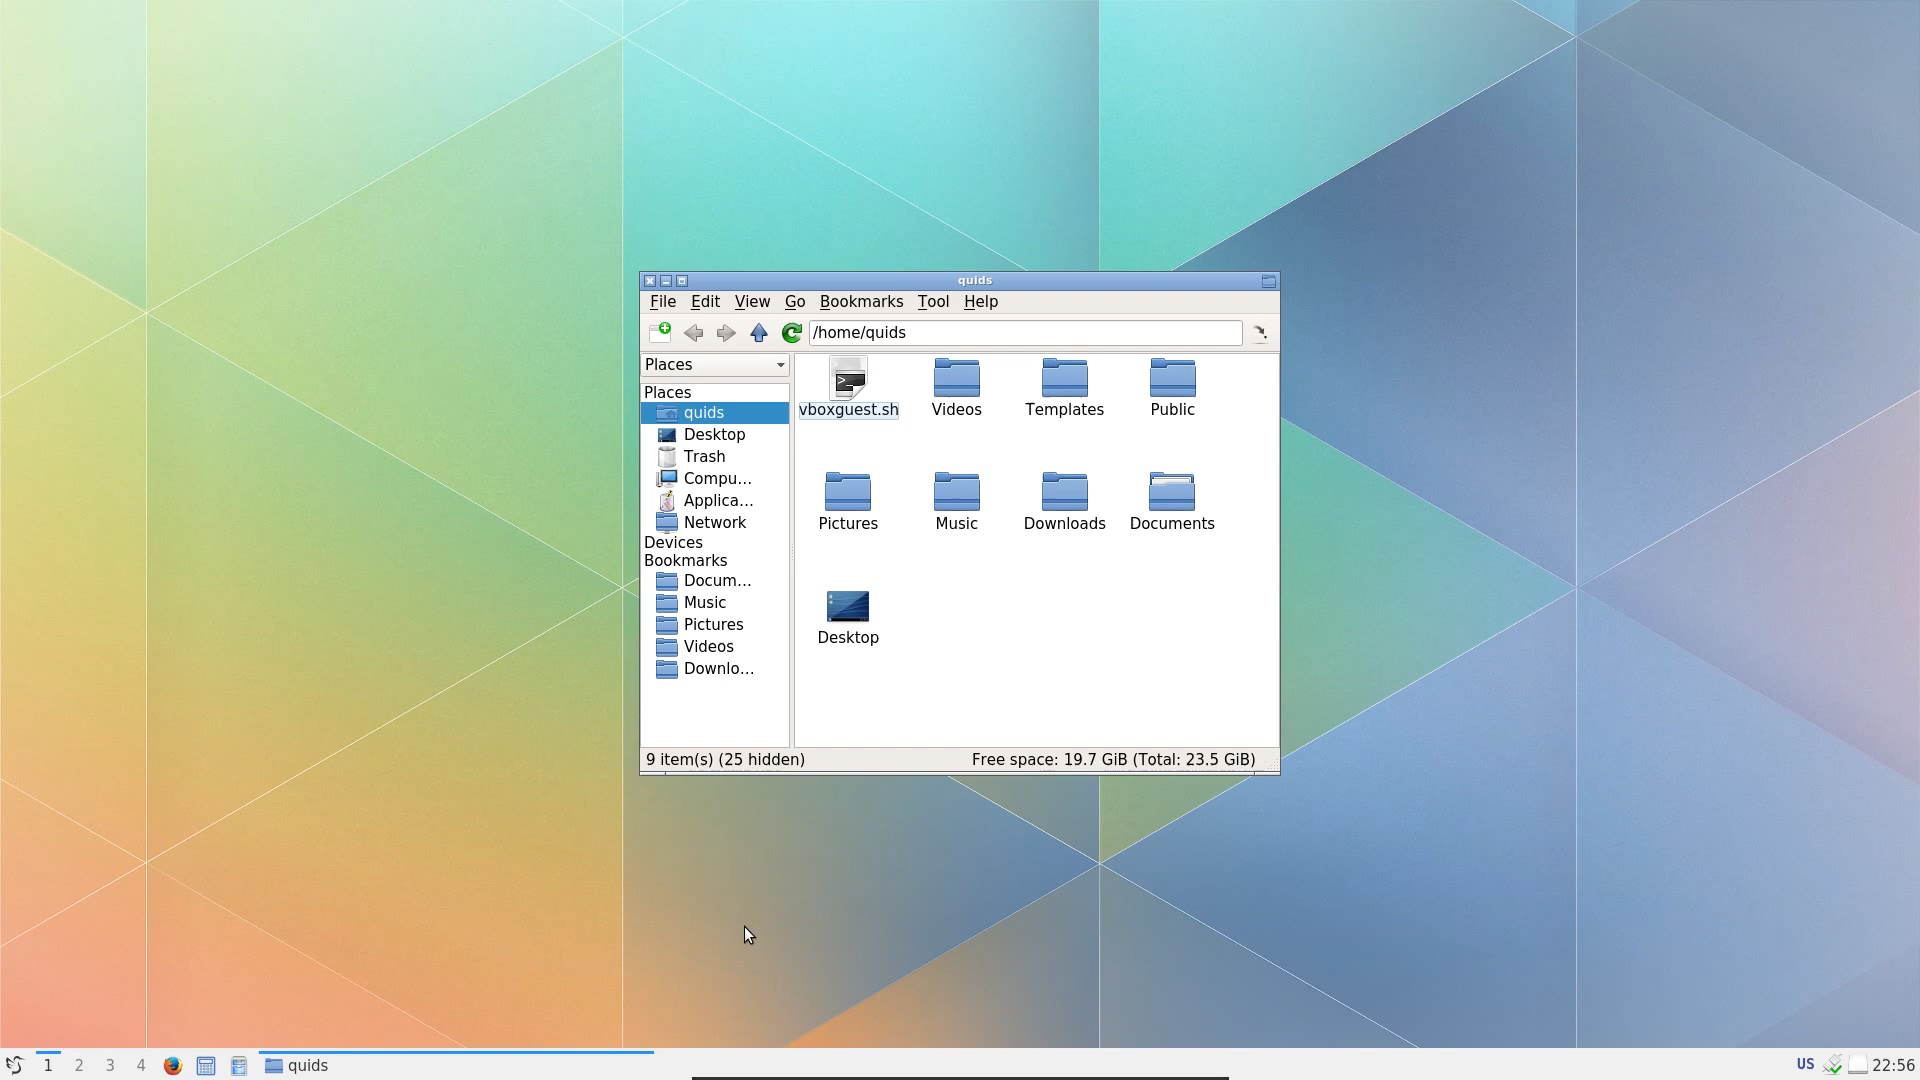 quids
File Edit View Go Bookmarks Tool Help
/home/quids
Places
Places
quids
Desktop
Trash
Compu...
Applica...
Network
Devices
Bookmarks
Docum...
Music
Pictures
Videos
Downlo...
vboxguest.sh Videos Templates Public
Pictures Music Downloads Documents
Desktop
9 item(s) (25 hidden) Free space: 19.7 GiB (Total: 23.5 GiB)
1 2 3 4 quids US 22:56